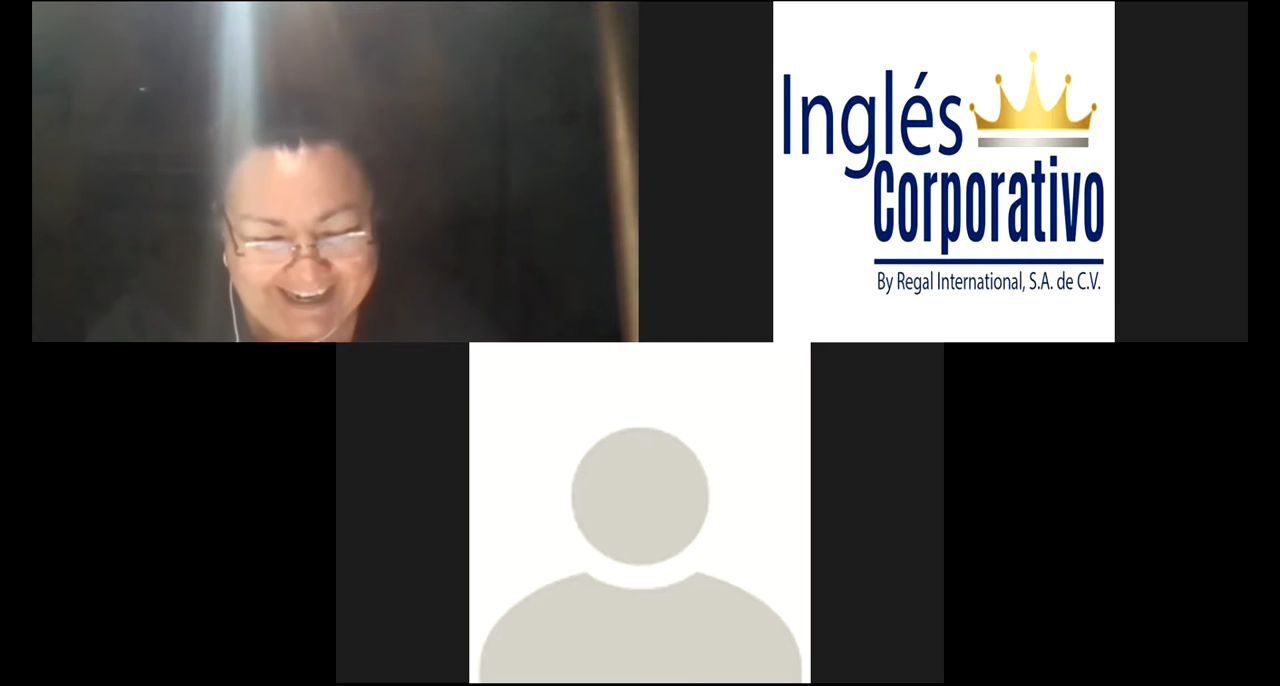 Inglés
Corporativo
By Regal International, S.A. de C.V.